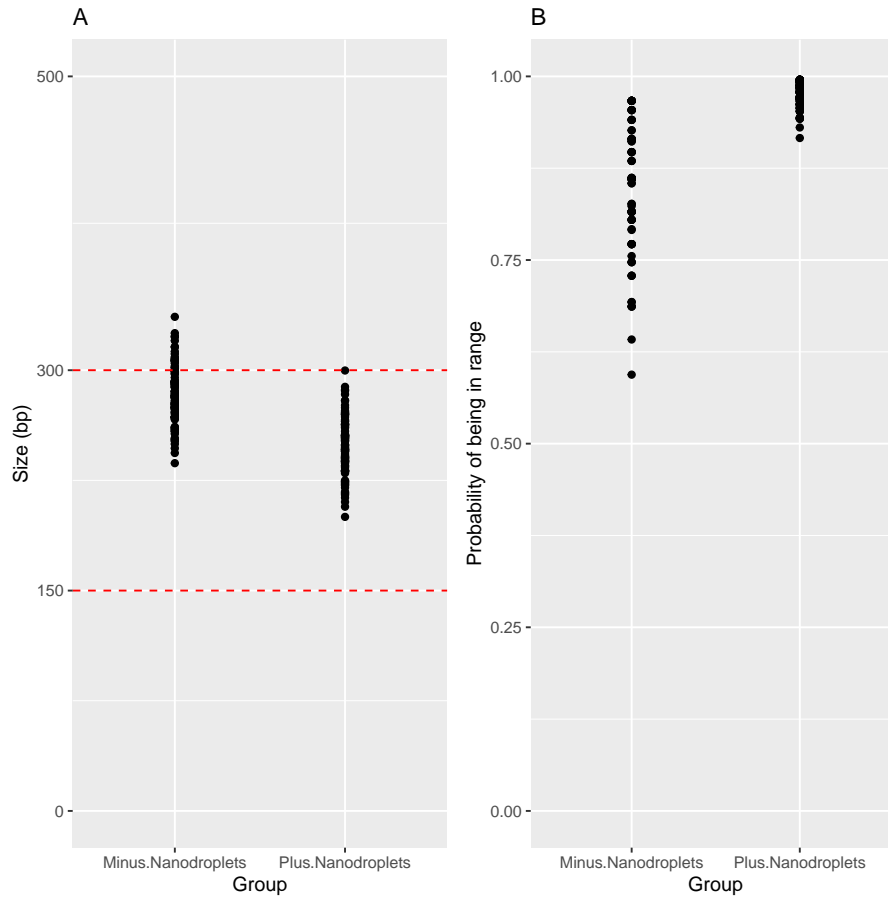 A
Size (bp)
500
300
150
0
Minus.Nanodroplets Plus.Nanodroplets
Group
B
Probability of being in range
1.00
0.75
0.50
0.25
0.00
Minus.Nanodroplets Plus.Nanodroplets
Group